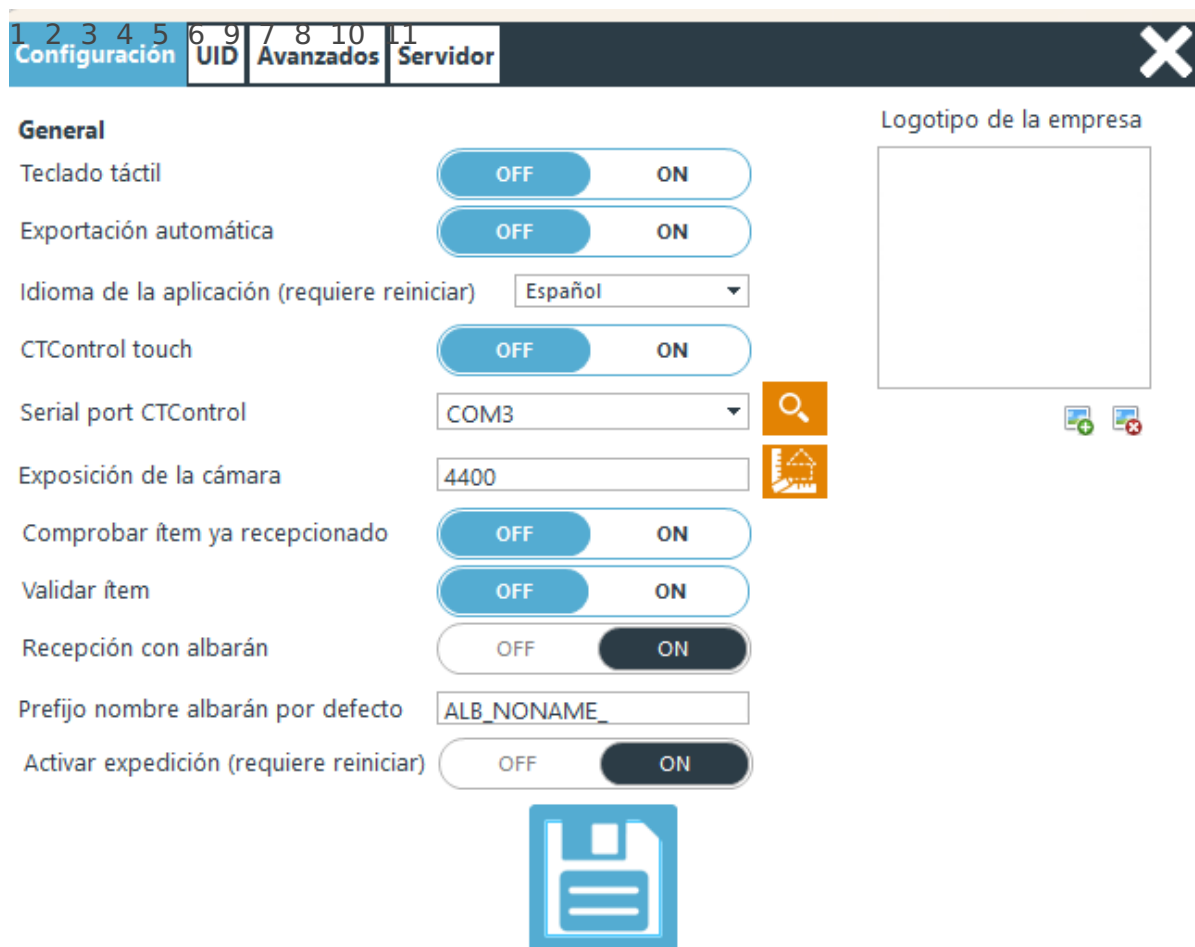 1 2 3 4 5 6 9 7 8 10 11
Configuración UID Avanzados Servidor
General
Logotipo de la empresa
Teclado táctil OFF ON
Exportación automática OFF ON
Idioma de la aplicación (requiere reiniciar) Español
CTControl touch OFF ON
Serial port CTControl COM3
Exposición de la cámara 4400
Comprobar ítem ya recepcionado OFF ON
Validar ítem OFF ON
Recepción con albarán OFF ON
Prefijo nombre albarán por defecto ALB_NONAME_
Activar expedición (requiere reiniciar) OFF ON